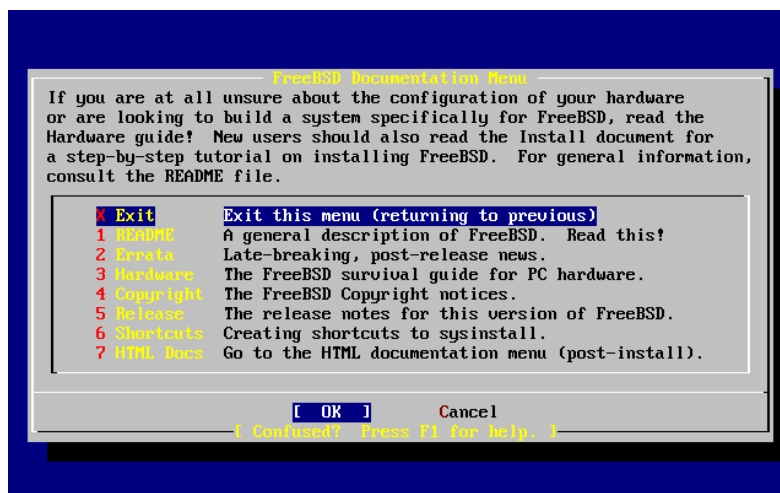 FreeBSD Documentation Menu
If you are at all unsure about the configuration of your hardware
or are looking to build a system specifically for FreeBSD, read the
Hardware guide!  New users should also read the Install document for
a step-by-step tutorial on installing FreeBSD.  For general information,
consult the README file.
X Exit Exit this menu (returning to previous)
1 README A general description of FreeBSD.  Read this!
2 Errata Late-breaking, post-release news.
3 Hardware The FreeBSD survival guide for PC hardware.
4 Copyright The FreeBSD Copyright notices.
5 Release The release notes for this version of FreeBSD.
6 Shortcuts Creating shortcuts to sysinstall.
7 HTML Docs Go to the HTML documentation menu (post-install).
[ OK ] Cancel
[ Confused? Press F1 for help. ]